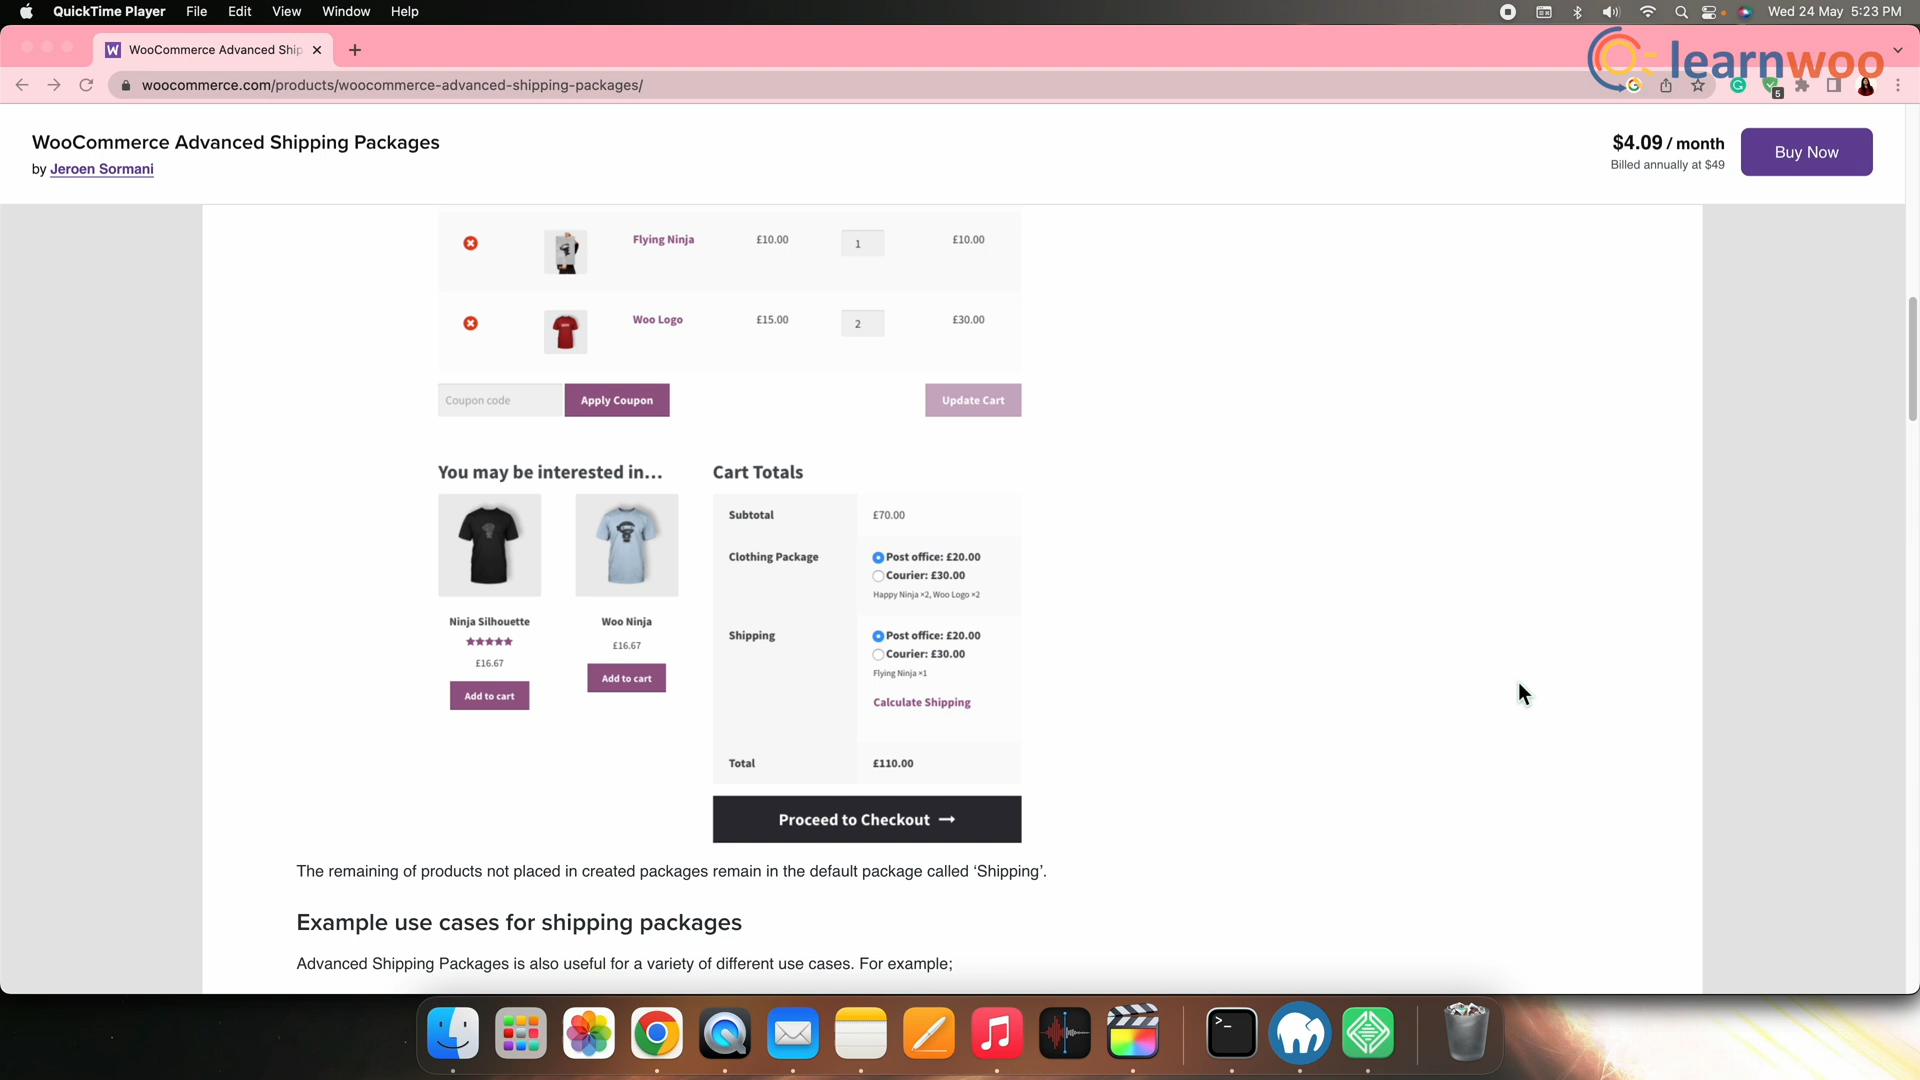 QuickTime Player File Edit View Window Help
Wed 24 May 5:23 PM
WooCommerce Advanced Ship
learnwoo
woocommerce.com/products/woocommerce-advanced-shipping-packages/
5
WooCommerce Advanced Shipping Packages
by Jeroen Sormani
$4.09 / month
Billed annually at $49
Buy Now
Flying Ninja £10.00 1 £10.00
Woo Logo £15.00 2 £30.00
Coupon code Apply Coupon Update Cart
You may be interested in...
Ninja Silhouette
£16.67
Add to cart
Woo Ninja
£16.67
Add to cart
Cart Totals
Subtotal £70.00
Clothing Package Post office: £20.00
Courier: £30.00
Happy Ninja ×2, Woo Logo ×2
Shipping Post office: £20.00
Courier: £30.00
Flying Ninja ×1
Calculate Shipping
Total £110.00
Proceed to Checkout →
The remaining of products not placed in created packages remain in the default package called ‘Shipping’.
Example use cases for shipping packages
Advanced Shipping Packages is also useful for a variety of different use cases. For example;